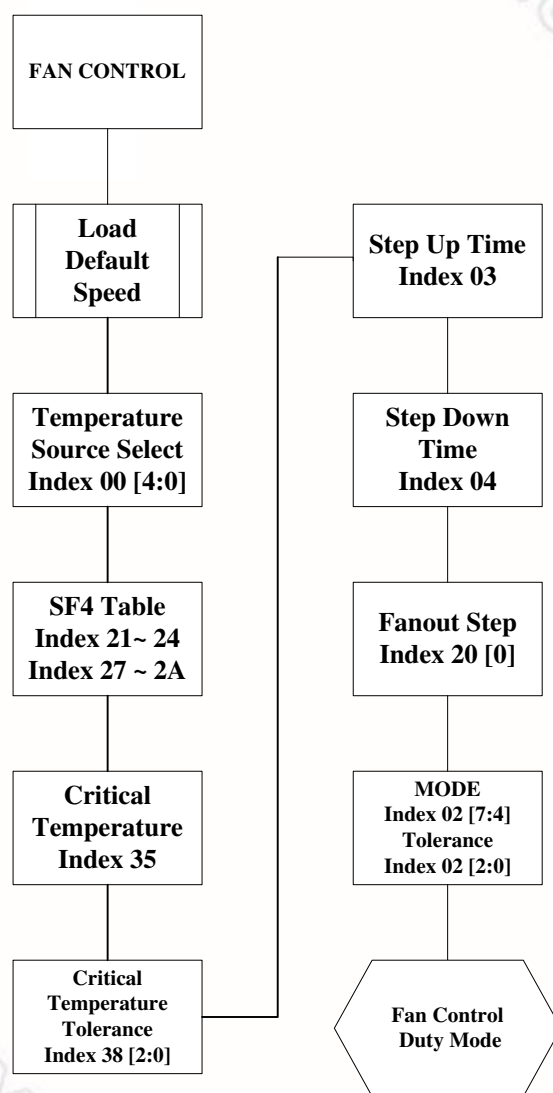 FAN CONTROL
Load
Default
Speed
Temperature
Source Select
Index 00 [4:0]
SF4 Table
Index 21~ 24
Index 27 ~ 2A
Critical
Temperature
Index 35
Critical
Temperature
Tolerance
Index 38 [2:0]
Step Up Time
Index 03
Step Down
Time
Index 04
Fanout Step
Index 20 [0]
MODE
Index 02 [7:4]
Tolerance
Index 02 [2:0]
Fan Control
Duty Mode